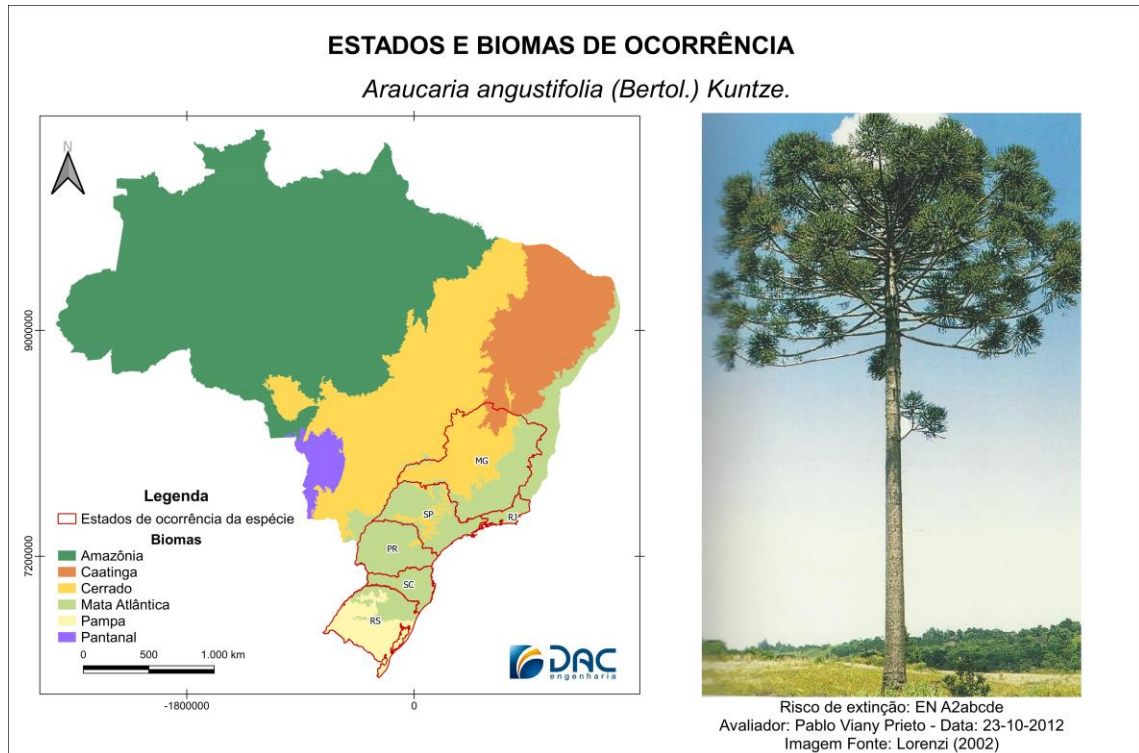 ESTADOS E BIOMAS DE OCORRÊNCIA
Araucaria angustifolia (Bertol.) Kuntze.
N
9000000
7200000
MG
SP
RJ
PR
SC
RS
Legenda
Estados de ocorrência da espécie
Biomas
Amazônia
Caatinga
Cerrado
Mata Atlântica
Pampa
Pantanal
0 500 1.000 km
DAC
engenharia
-1800000 0
Risco de extinção: EN A2abcde
Avaliador: Pablo Viany Prieto - Data: 23-10-2012
Imagem Fonte: Lorenzi (2002)